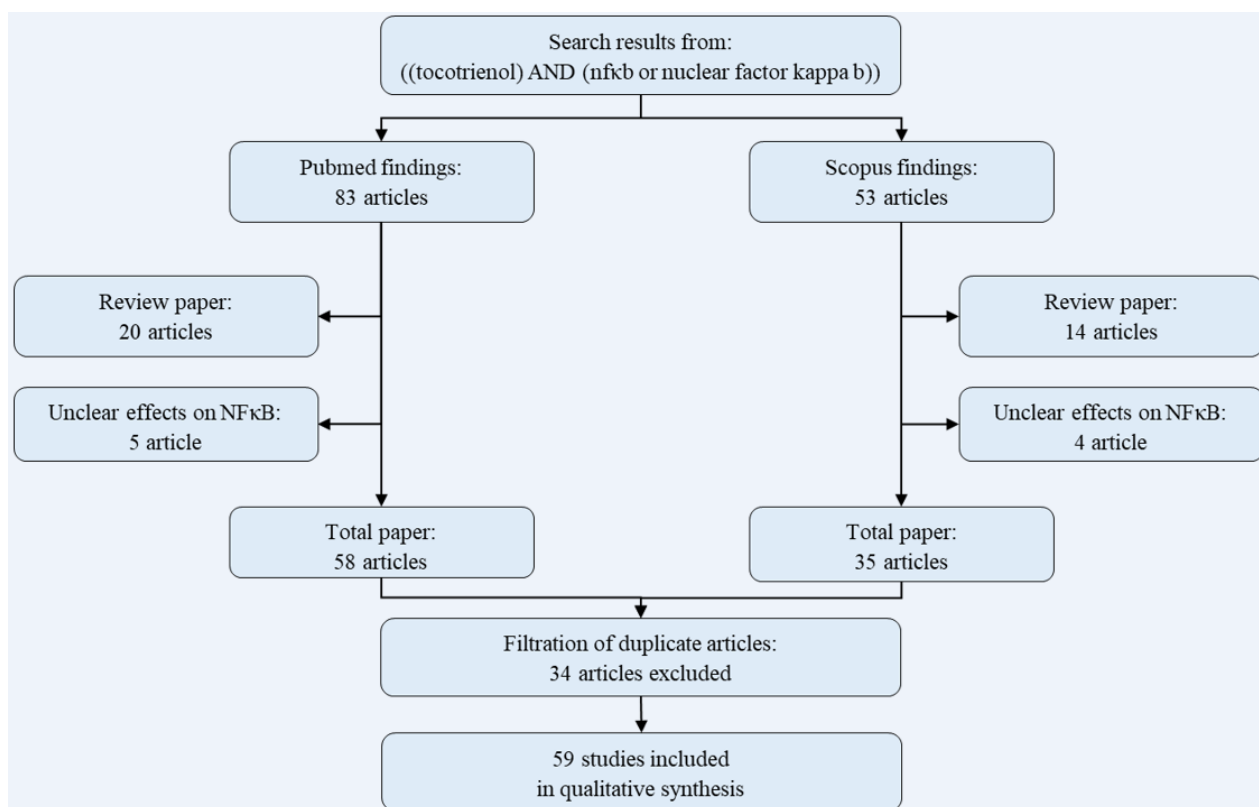 Search results from:
((tocotrienol) AND (nfκb or nuclear factor kappa b))
Pubmed findings:
83 articles
Scopus findings:
53 articles
Review paper:
20 articles
Review paper:
14 articles
Unclear effects on NFκB:
5 article
Unclear effects on NFκB:
4 article
Total paper:
58 articles
Total paper:
35 articles
Filtration of duplicate articles:
34 articles excluded
59 studies included
in qualitative synthesis